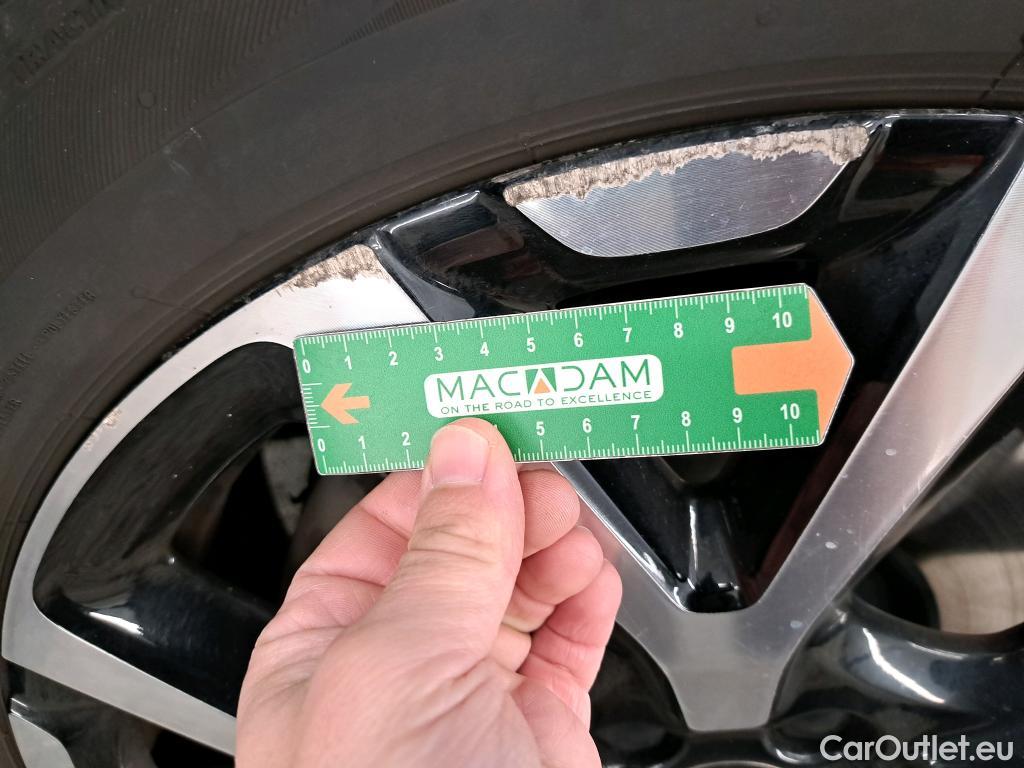 0 1 2 3 4 5 6 7 8 9 10
MACADAM
ON THE ROAD TO EXCELLENCE
0 1 2 4 5 6 7 8 9 10
CarOutlet.eu